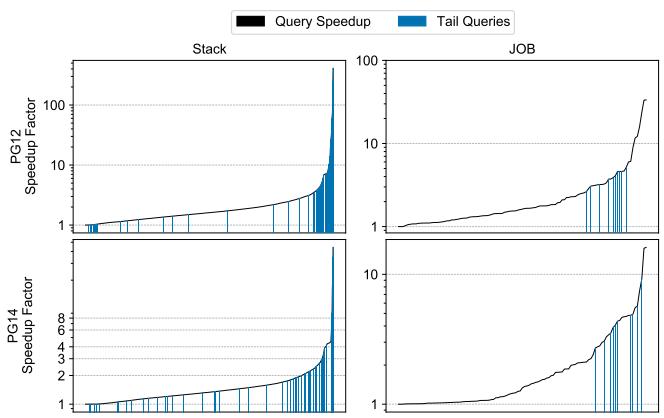 Query Speedup
Tail Queries
Stack
JOB
PG12
Speedup Factor
100
10
1
100
10
1
PG14
Speedup Factor
8
6
4
3
2
1
10
1